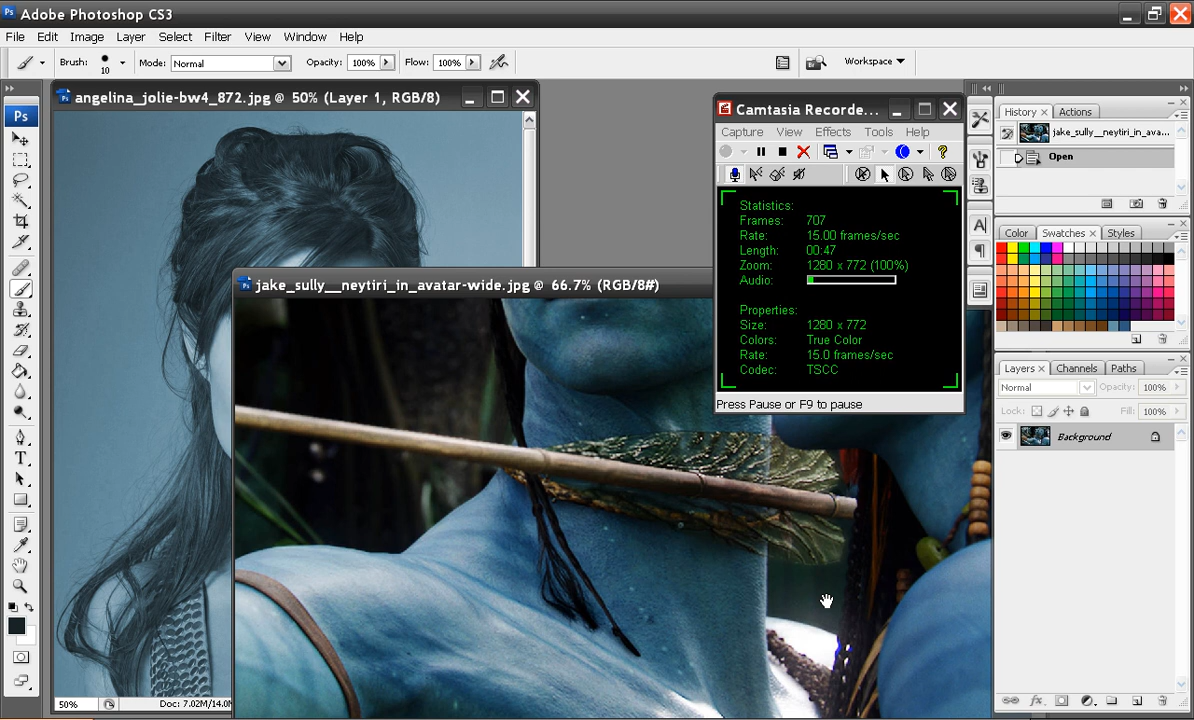 Adobe Photoshop CS3
File Edit Image Layer Select Filter View Window Help
Brush: 10 Mode: Normal Opacity: 100% Flow: 100% Workspace
angelina_jolie-bw4_872.jpg @ 50% (Layer 1, RGB/8)
Ps
50% Doc: 7.02M/14.0M
jake_sully__neytiri_in_avatar-wide.jpg @ 66.7% (RGB/8#)
Camtasia Recorde...
Capture View Effects Tools Help
Statistics:
Frames: 707
Rate: 15.00 frames/sec
Length: 00:47
Zoom: 1280 x 772 (100%)
Audio:
Properties:
Size: 1280 x 772
Colors: True Color
Rate: 15.0 frames/sec
Codec: TSCC
Press Pause or F9 to pause
History Actions
jake_sully__neytiri_in_ava...
Open
Color Swatches Styles
Layers Channels Paths
Normal Opacity: 100%
Lock: Fill: 100%
Background